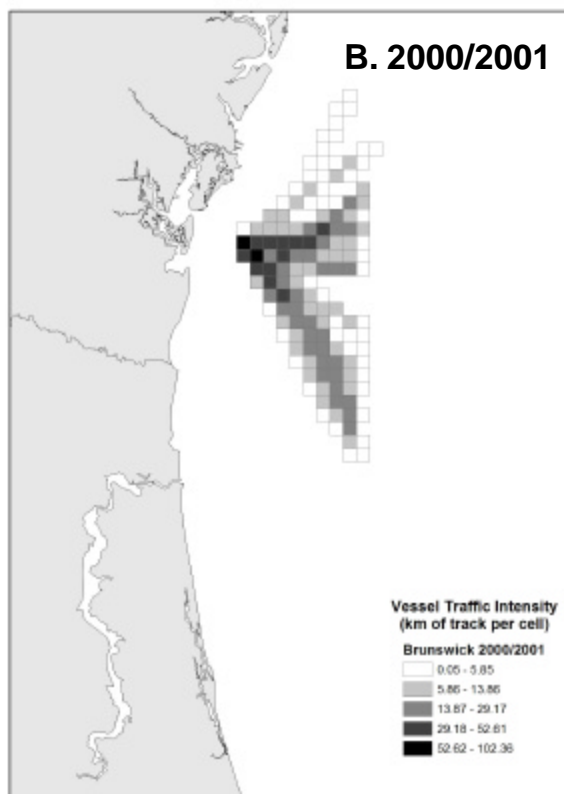 B. 2000/2001
Vessel Traffic Intensity
(km of track per cell)
Brunswick 2000/2001
0.05 - 5.85
5.86 - 13.86
13.87 - 29.17
29.18 - 52.61
52.62 - 102.36